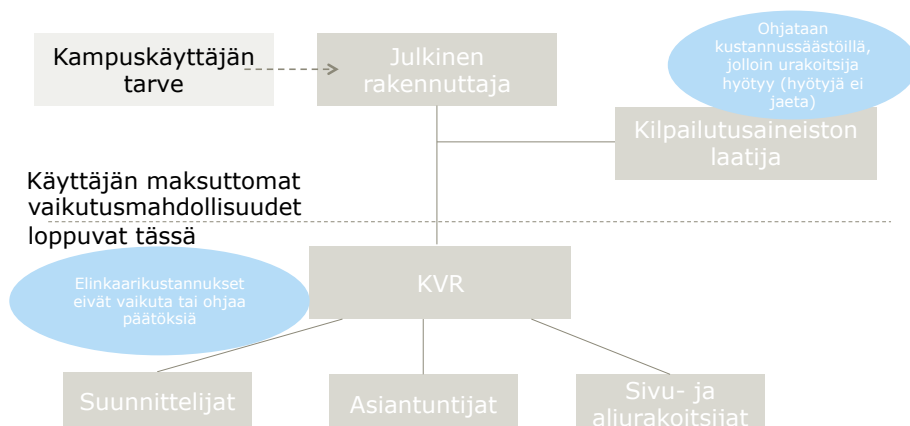 Kampuskäyttäjän
tarve
Julkinen
rakennuttaja
Ohjataan
kustannussäästöillä,
jolloin urakoitsija
hyötyy (hyötyjä ei
jaeta)
Kilpailutusaineiston
laatija
Käyttäjän maksuttomat
vaikutusmahdollisuudet
loppuvat tässä
Elinkaarikustannukset
eivät vaikuta tai ohjaa
päätöksiä
KVR
Suunnittelijat
Asiantuntijat
Sivu- ja
aliurakoitsijat